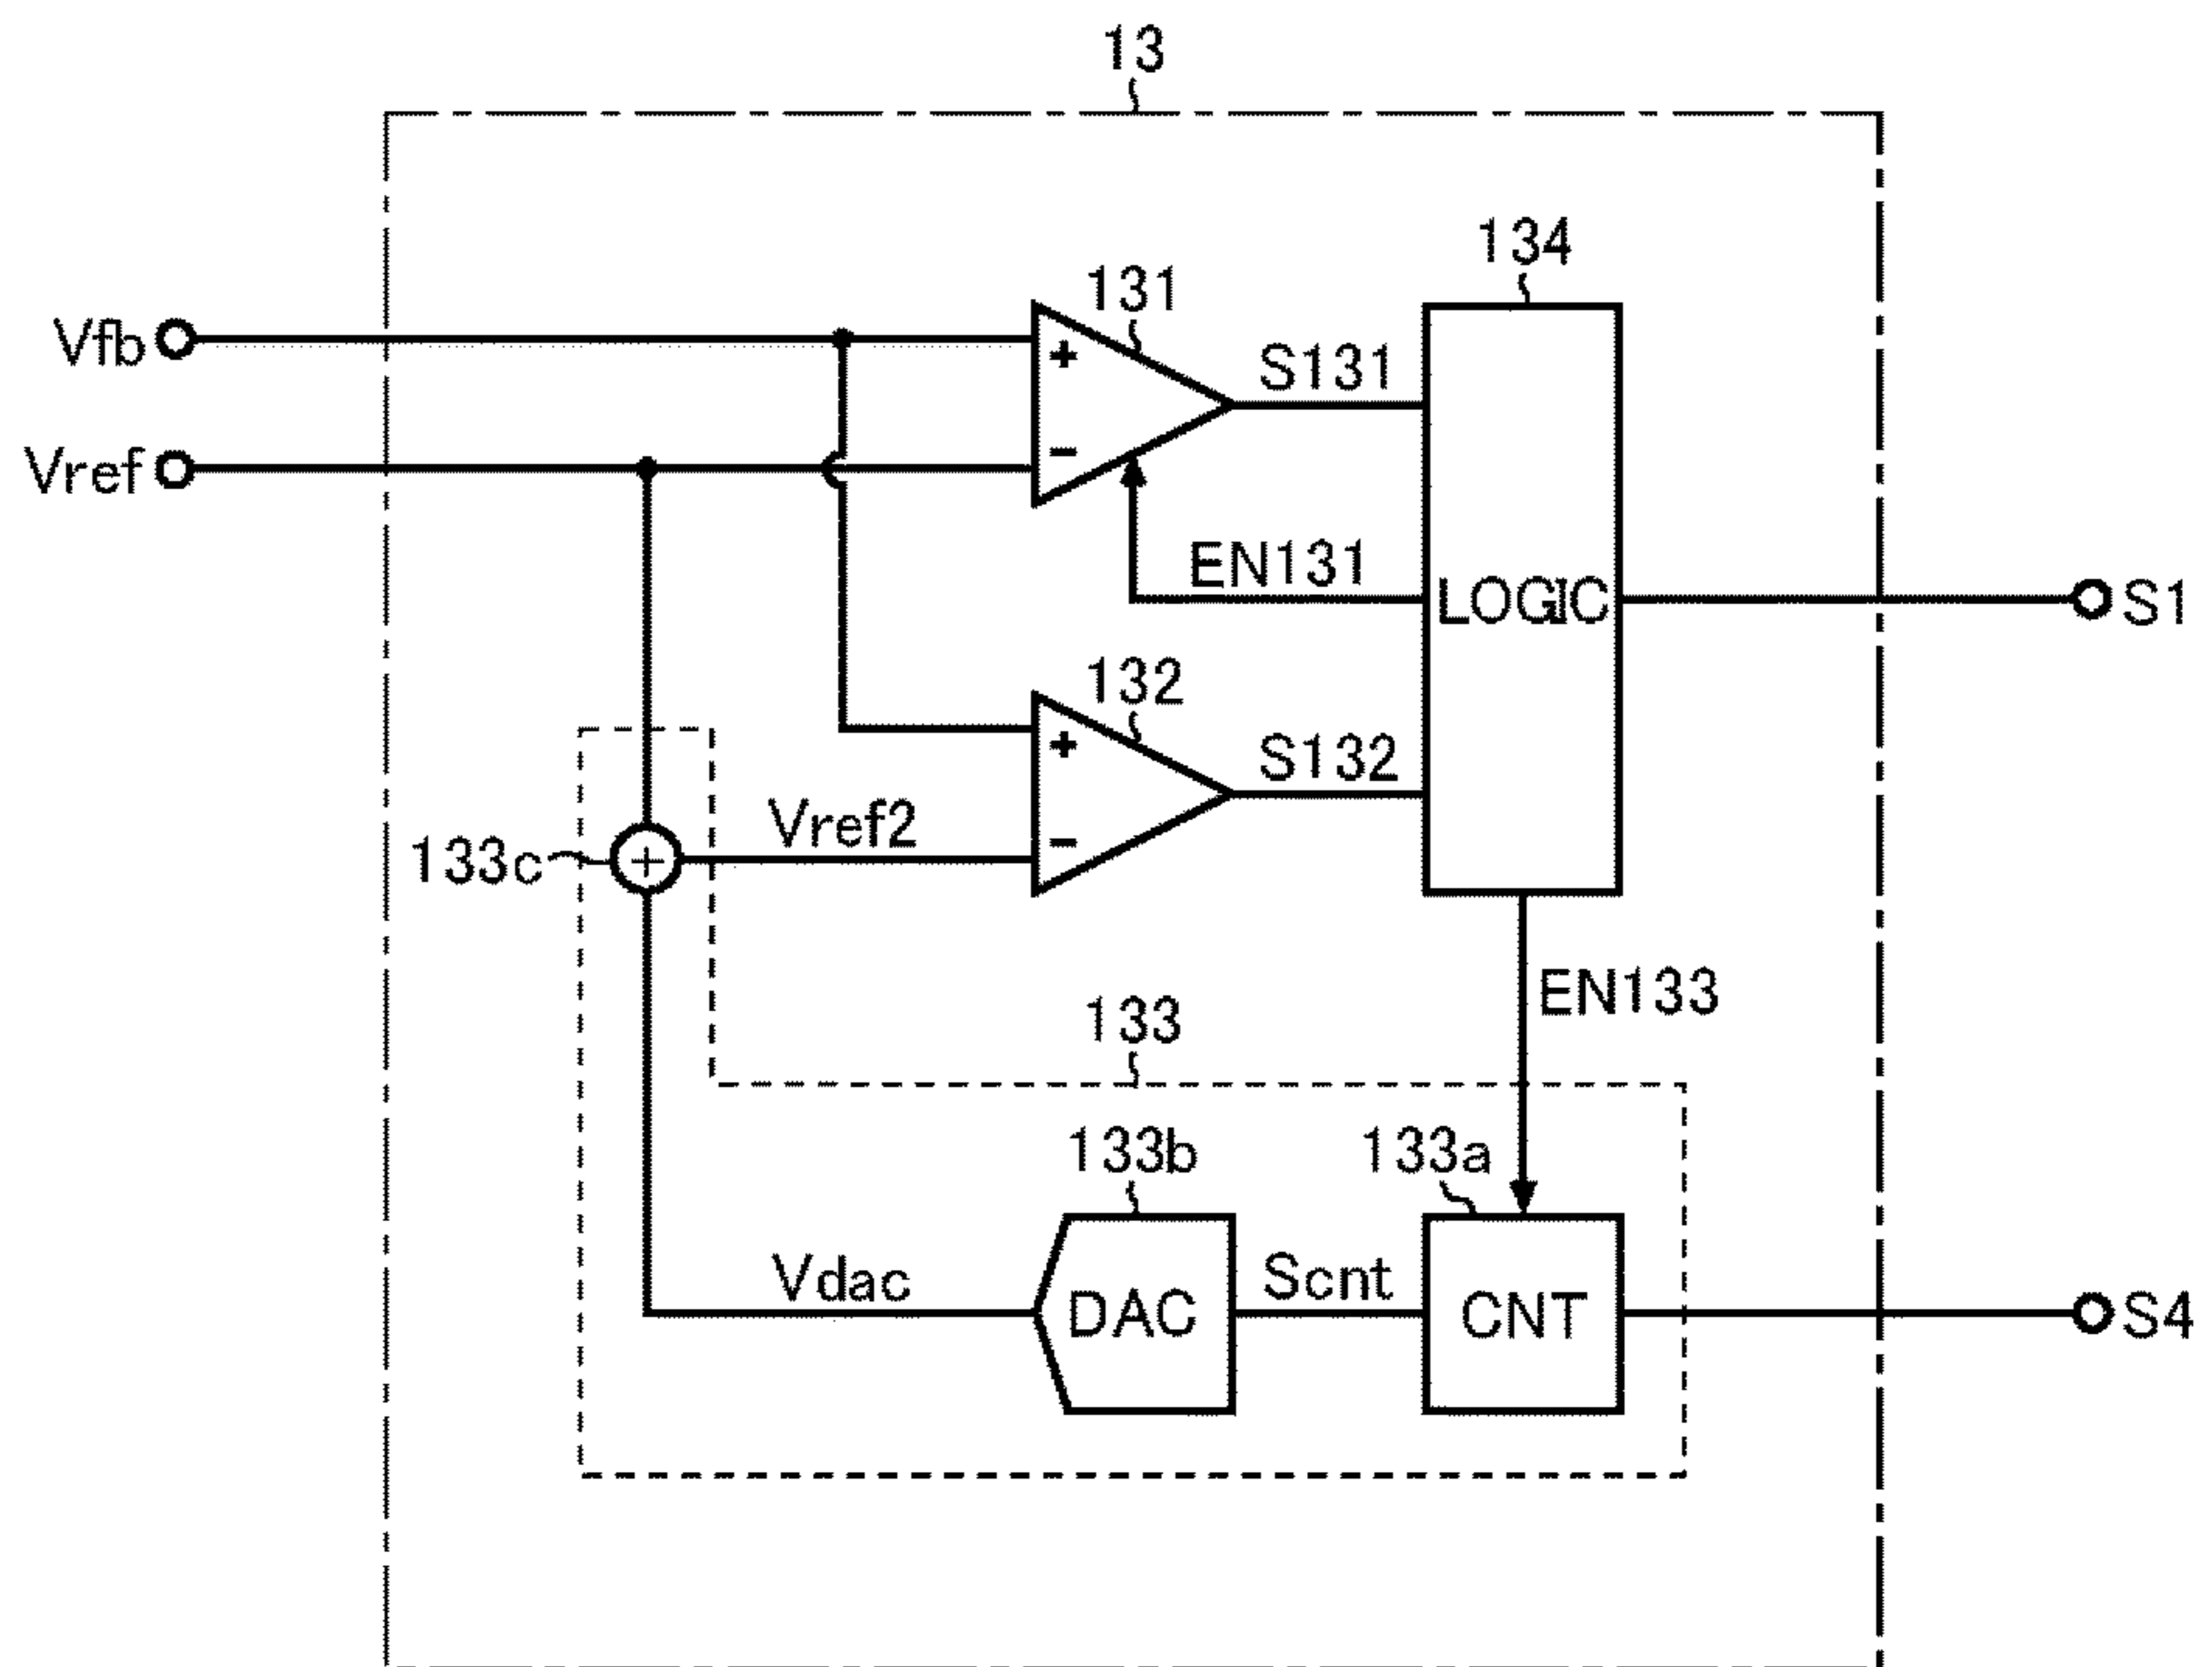 13
134
131
Vfb
S131
+
Vref
-
EN131
LOGIC
S1
132
+
S132
Vref2
-
133c
+
EN133
133
133b
133a
Vdac
DAC
Scnt
CNT
S4